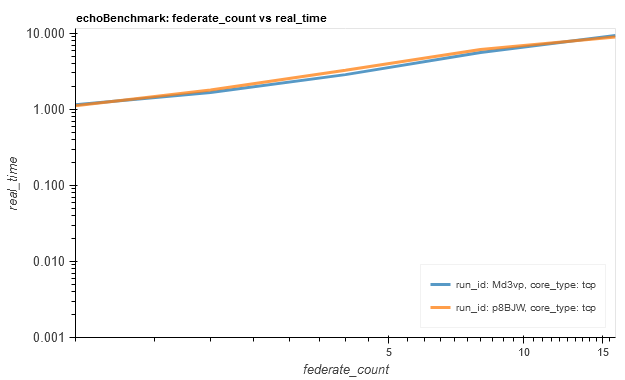 echoBenchmark: federate_count vs real_time
10.000
1.000
0.100
0.010
0.001
real_time
run_id: Md3vp, core_type: tcp
run_id: p8BJW, core_type: tcp
5
10
15
federate_count